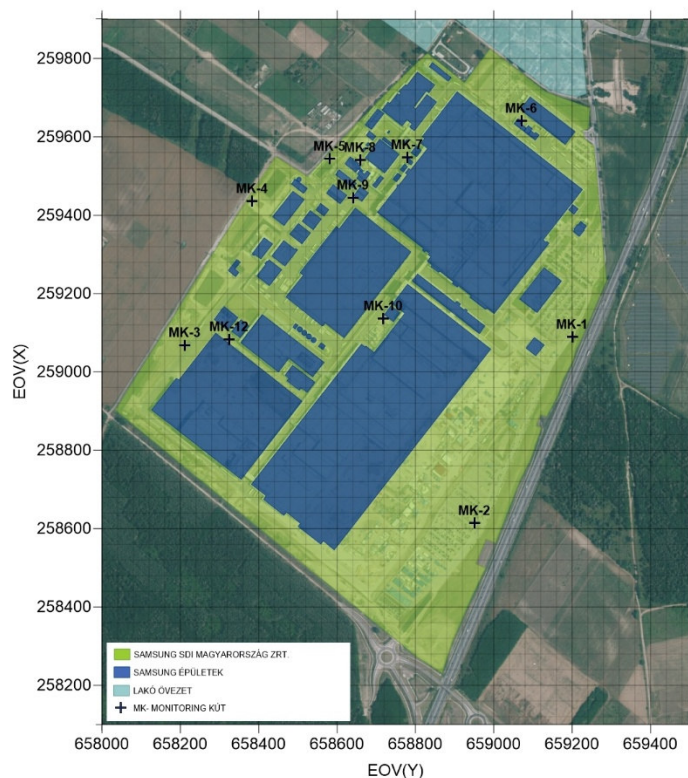 259800
259600
259400
259200
259000
258800
258600
258400
258200
EOV(X)
MK-6
MK-5
MK-8
MK-7
MK-9
MK-4
MK-10
MK-3
MK-12
MK-1
MK-2
SAMSUNG SDI MAGYARORSZÁG ZRT.
SAMSUNG ÉPÜLETEK
LAKÓ ÖVEZET
MK- MONITORING KÚT
658000 658200 658400 658600 658800 659000 659200 659400
EOV(Y)